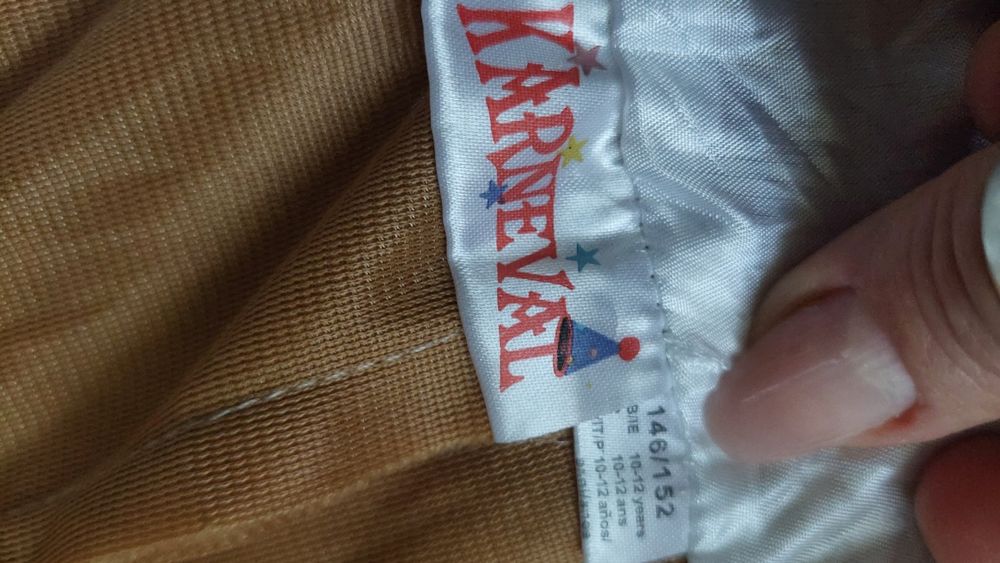 KARNEVAL
146/152
10-12 years
10-12 ans
10-12 años/